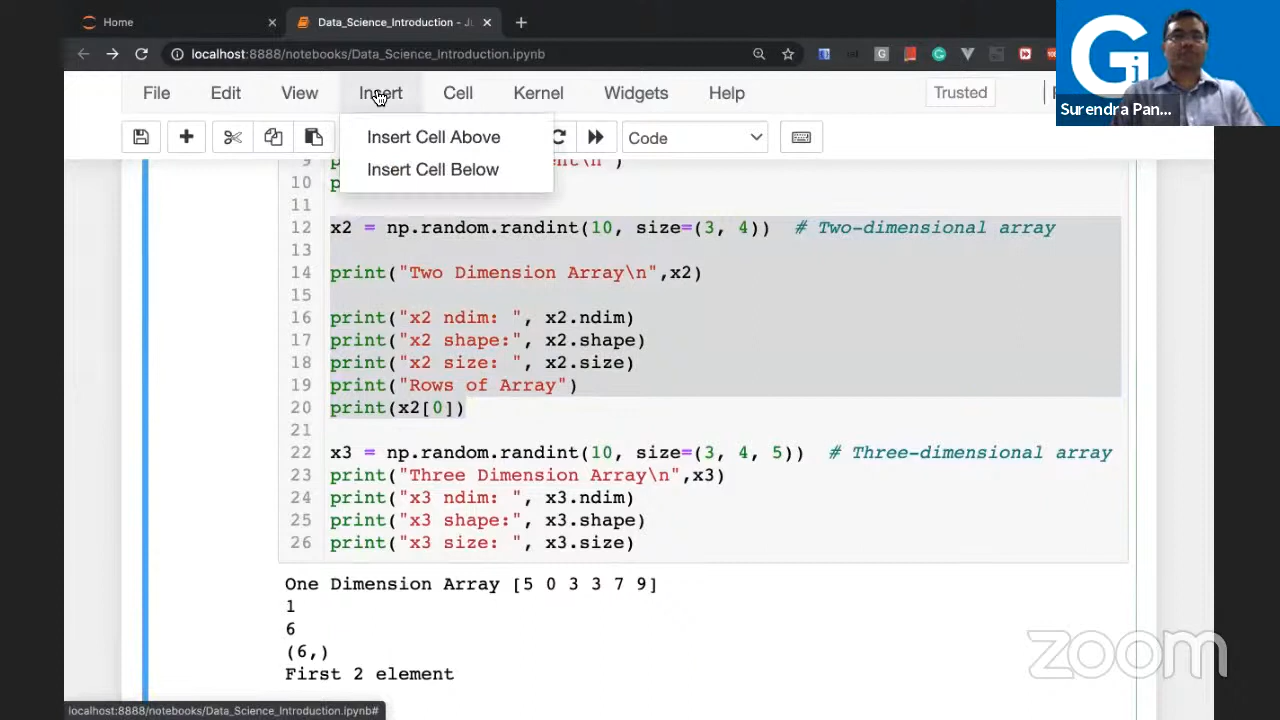 Home
Data_Science_Introduction - Ju
localhost:8888/notebooks/Data_Science_Introduction.ipynb
Surendra Pan...
File Edit View Insert Cell Kernel Widgets Help Trusted
Insert Cell Above
Insert Cell Below
Code
9
10
11
12 x2 = np.random.randint(10, size=(3, 4)) # Two-dimensional array
13
14 print("Two Dimension Array\n",x2)
15
16 print("x2 ndim: ", x2.ndim)
17 print("x2 shape:", x2.shape)
18 print("x2 size: ", x2.size)
19 print("Rows of Array")
20 print(x2[0])
21
22 x3 = np.random.randint(10, size=(3, 4, 5)) # Three-dimensional array
23 print("Three Dimension Array\n",x3)
24 print("x3 ndim: ", x3.ndim)
25 print("x3 shape:", x3.shape)
26 print("x3 size: ", x3.size)
One Dimension Array [5 0 3 3 7 9]
1
6
(6,)
First 2 element
zoom
localhost:8888/notebooks/Data_Science_Introduction.ipynb#